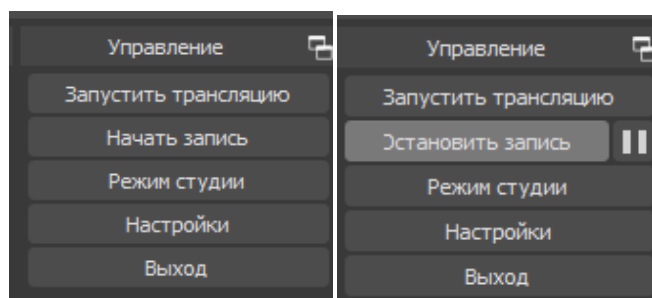 Управление
Запустить трансляцию
Начать запись
Режим студии
Настройки
Выход
Управление
Запустить трансляцию
Остановить запись
Режим студии
Настройки
Выход